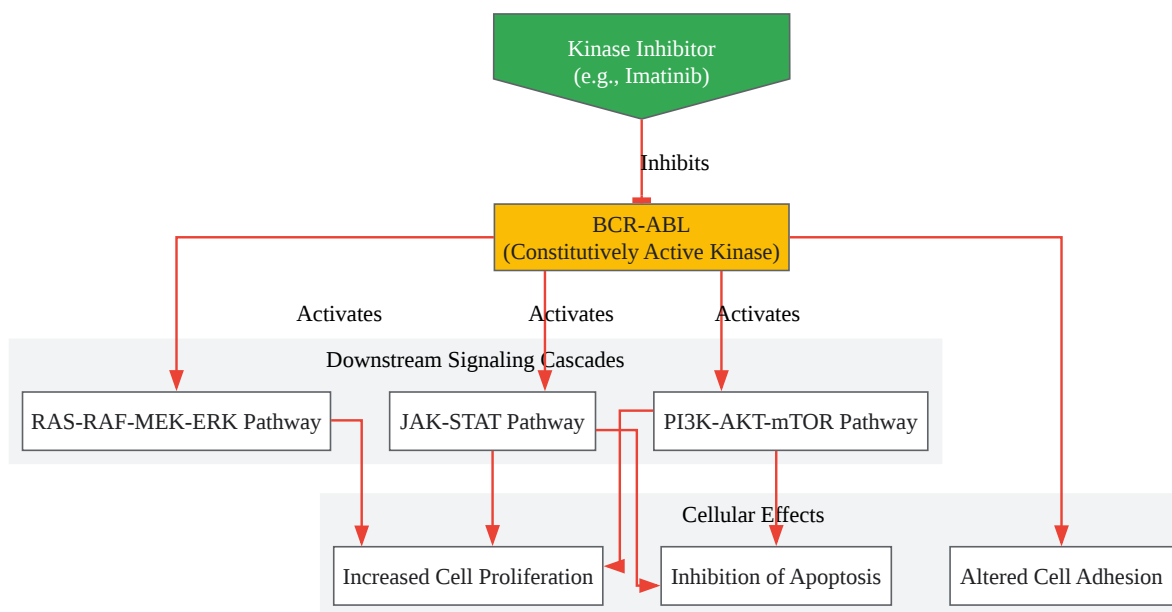 Kinase Inhibitor
(e.g., Imatinib)
Inhibits
BCR-ABL
(Constitutively Active Kinase)
Activates
Activates
Activates
Downstream Signaling Cascades
RAS-RAF-MEK-ERK Pathway
JAK-STAT Pathway
PI3K-AKT-mTOR Pathway
Cellular Effects
Increased Cell Proliferation
Inhibition of Apoptosis
Altered Cell Adhesion